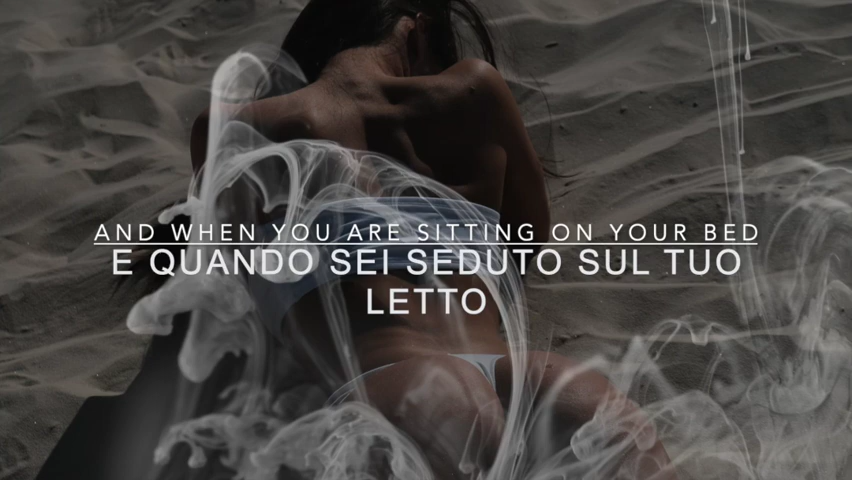 AND WHEN YOU ARE SITTING ON YOUR BED
E QUANDO SEI SEDUTO SUL TUO
LETTO